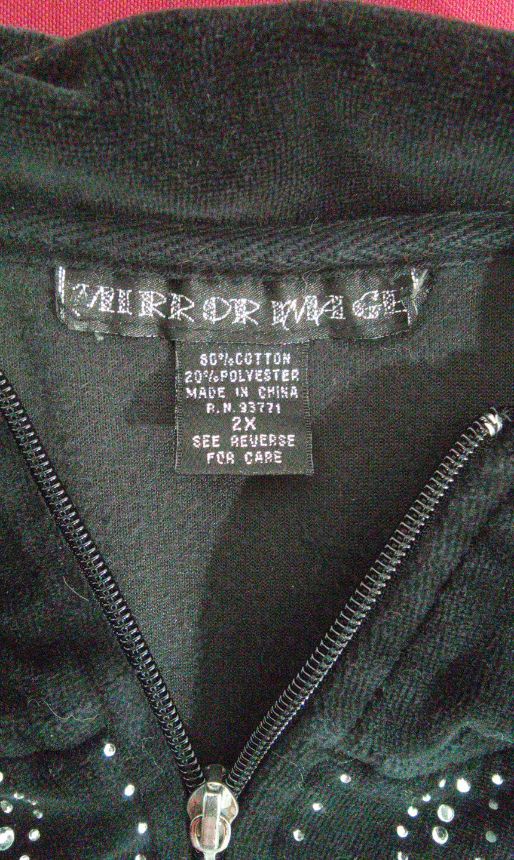 MIRROR IMAGE
80%COTTON
20%POLYESTER
MADE IN CHINA
R.N. 93771
2X
SEE REVERSE
FOR CARE